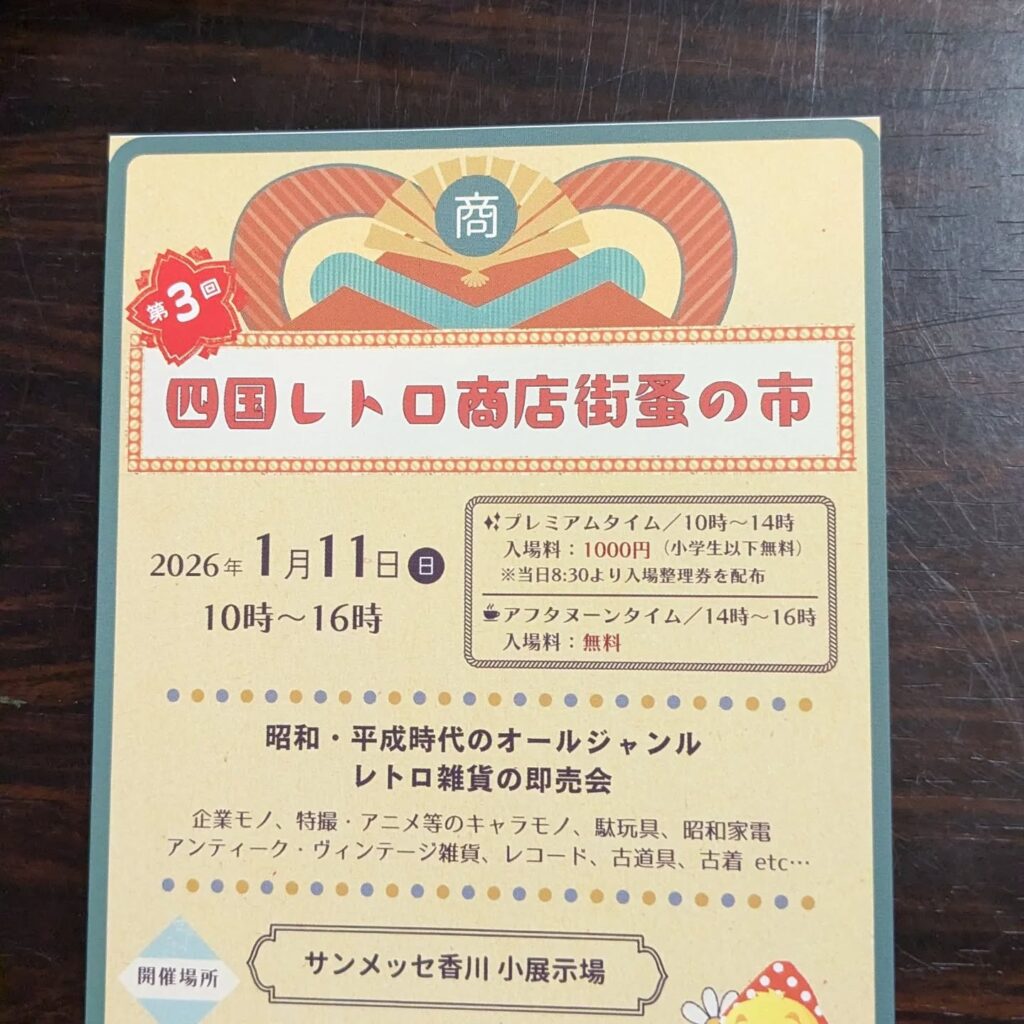 商
第3回
四国レトロ商店街蚤の市
2026年1月11日日
10時～16時
プレミアムタイム／10時～14時
入場料：1000円（小学生以下無料）
※当日8:30より入場整理券を配布
アフタヌーンタイム／14時～16時
入場料：無料
昭和・平成時代のオールジャンル
レトロ雑貨の即売会
企業モノ、特撮・アニメ等のキャラモノ、駄玩具、昭和家電
アンティーク・ヴィンテージ雑貨、レコード、古道具、古着 etc…
開催場所
サンメッセ香川 小展示場